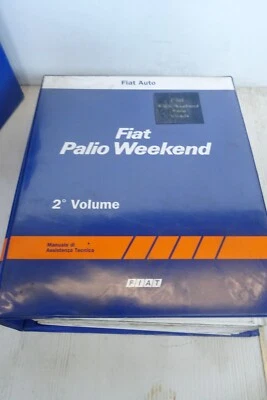 Fiat Auto
Fiat
Palio Weekend
2° Volume
Manuale di
Assistenza Tecnica
FIAT